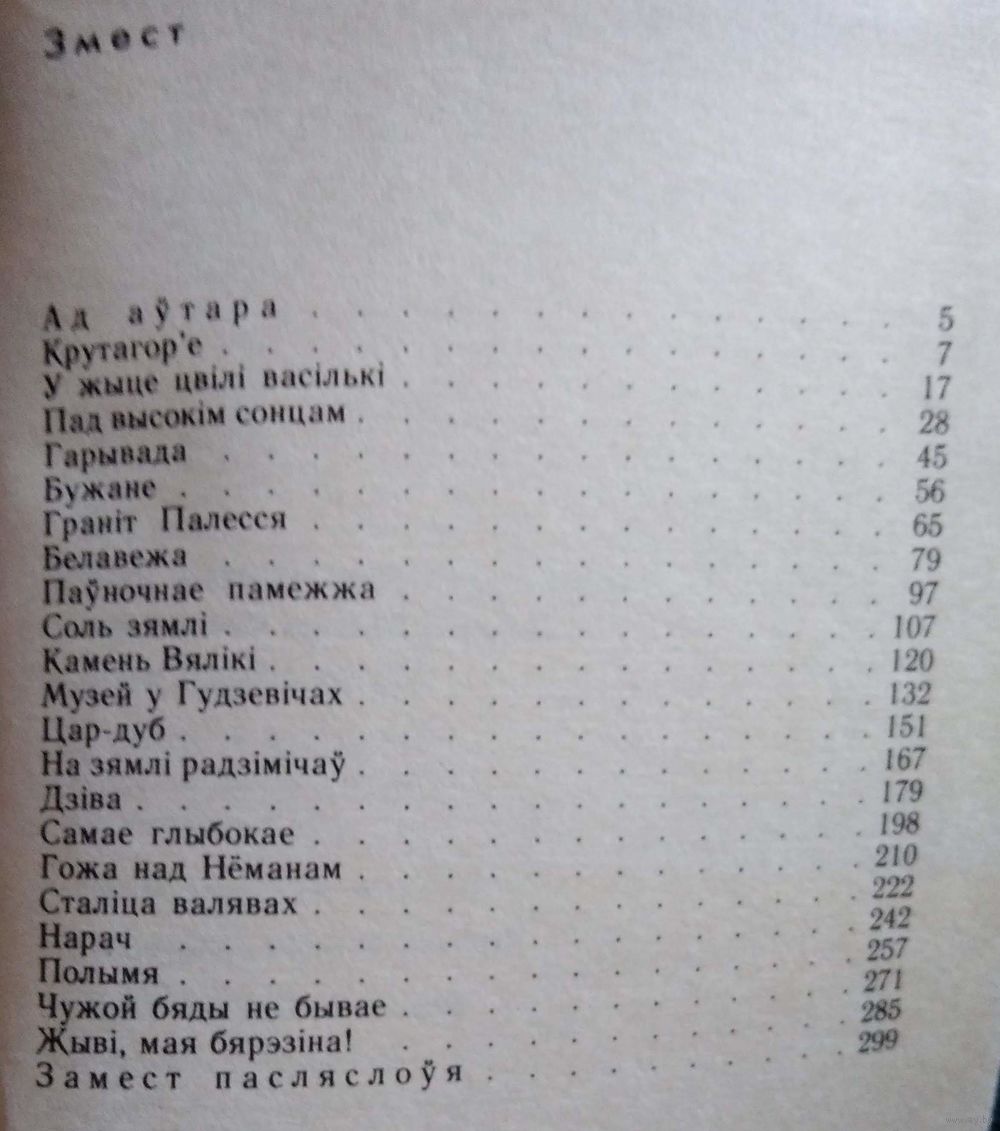 Змест
Ад аўтара . . . . . . . . . . . . . . 5
Крутагор'е . . . . . . . . . . . . . . 7
У жыце цвілі васількі . . . . . . . . . . . . 17
Пад высокім сонцам . . . . . . . . . . . . 28
Гарывада . . . . . . . . . . . . . . 45
Бужане . . . . . . . . . . . . . . 56
Граніт Палесся . . . . . . . . . . . . 65
Белавежа . . . . . . . . . . . . . . 79
Паўночнае памежжа . . . . . . . . . . . 97
Соль зямлі . . . . . . . . . . . . . . 107
Камень Вялікі . . . . . . . . . . . . . 120
Музей у Гудзевічах . . . . . . . . . . . 132
Цар-дуб . . . . . . . . . . . . . . 151
На зямлі радзімічаў . . . . . . . . . . . 167
Дзіва . . . . . . . . . . . . . . . 179
Самае глыбокае . . . . . . . . . . . . 198
Гожа над Нёманам . . . . . . . . . . . 210
Сталіца валявах . . . . . . . . . . . . 222
Нарач . . . . . . . . . . . . . . 242
Полымя . . . . . . . . . . . . . . 257
Чужой бяды не бывае . . . . . . . . . . 271
Жыві, мая бярэзіна! . . . . . . . . . . 285
Замест пасляслоўя . . . . . . . . . 299